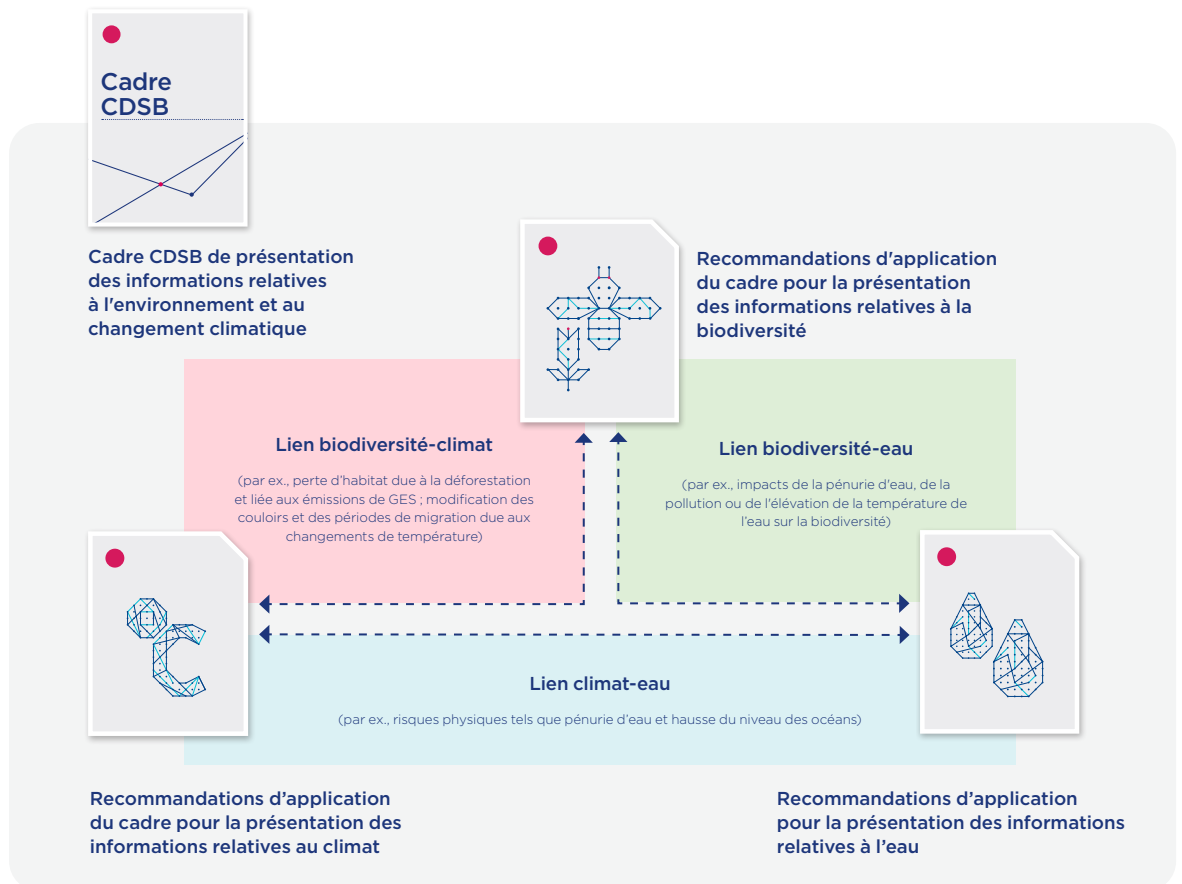 Cadre
CDSB
Cadre CDSB de présentation
des informations relatives
à l'environnement et au
changement climatique
Recommandations d'application
du cadre pour la présentation
des informations relatives à la
biodiversité
Lien biodiversité-climat
(par ex., perte d’habitat due à la déforestation
et liée aux émissions de GES ; modification des
couloirs et des périodes de migration due aux
changements de température)
Lien biodiversité-eau
(par ex., impacts de la pénurie d'eau, de la
pollution ou de l'élévation de la température de
l’eau sur la biodiversité)
Lien climat-eau
(par ex., risques physiques tels que pénurie d’eau et hausse du niveau des océans)
Recommandations d’application
du cadre pour la présentation des
informations relatives au climat
Recommandations d’application
pour la présentation des informations
relatives à l’eau